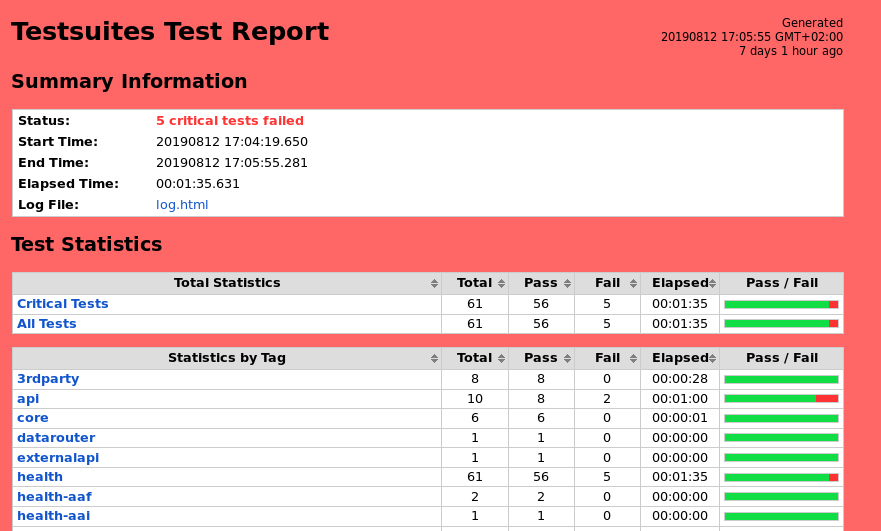 Testsuites Test Report
Generated
20190812 17:05:55 GMT+02:00
7 days 1 hour ago
Summary Information
Status: 5 critical tests failed
Start Time: 20190812 17:04:19.650
End Time: 20190812 17:05:55.281
Elapsed Time: 00:01:35.631
Log File: log.html
Test Statistics
Total Statistics Total Pass Fail Elapsed Pass / Fail
Critical Tests 61 56 5 00:01:35
All Tests 61 56 5 00:01:35
Statistics by Tag Total Pass Fail Elapsed Pass / Fail
3rdparty 8 8 0 00:00:28
api 10 8 2 00:01:00
core 6 6 0 00:00:01
datarouter 1 1 0 00:00:00
externalapi 1 1 0 00:00:00
health 61 56 5 00:01:35
health-aaf 2 2 0 00:00:00
health-aai 1 1 0 00:00:00